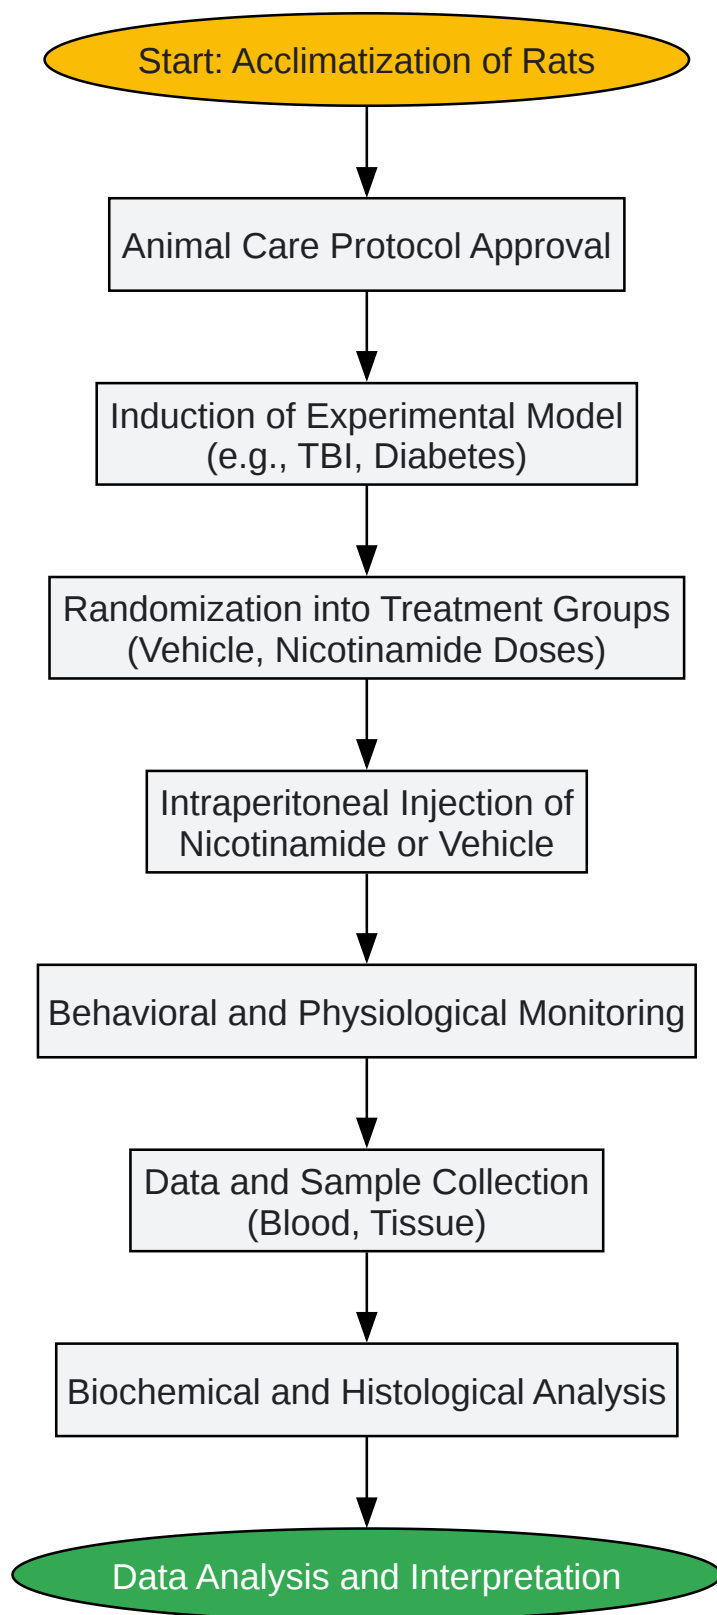 Start: Acclimatization of Rats
Animal Care Protocol Approval
Induction of Experimental Model
(e.g., TBI, Diabetes)
Randomization into Treatment Groups
(Vehicle, Nicotinamide Doses)
Intraperitoneal Injection of
Nicotinamide or Vehicle
Behavioral and Physiological Monitoring
Data and Sample Collection
(Blood, Tissue)
Biochemical and Histological Analysis
Data Analysis and Interpretation